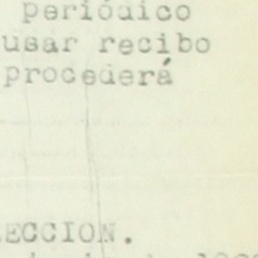 periódico
usar recibo
procederá
ECCION.